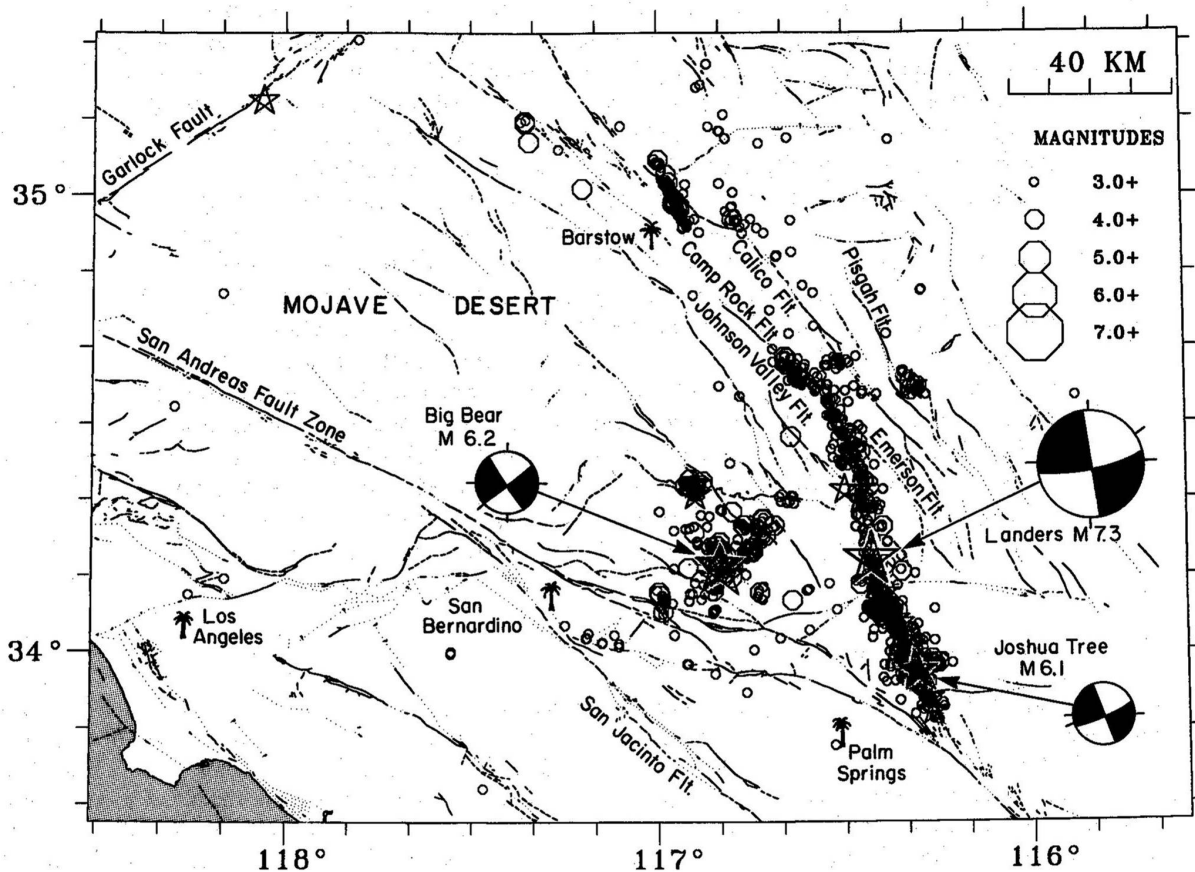 40 KM
MAGNITUDES
3.0+
4.0+
5.0+
6.0+
7.0+
Garlock Fault
35°
Barstow
Camp Rock Flt.
Calico Flt.
Pisgah Flt.
MOJAVE DESERT
Johnson Valley Flt.
San Andreas Fault Zone
Big Bear
M 6.2
Emerson Flt.
Landers M7.3
Los
Angeles
San
Bernardino
34°
Joshua Tree
M6.1
San Jacinto Flt.
Palm
Springs
118°
117°
116°